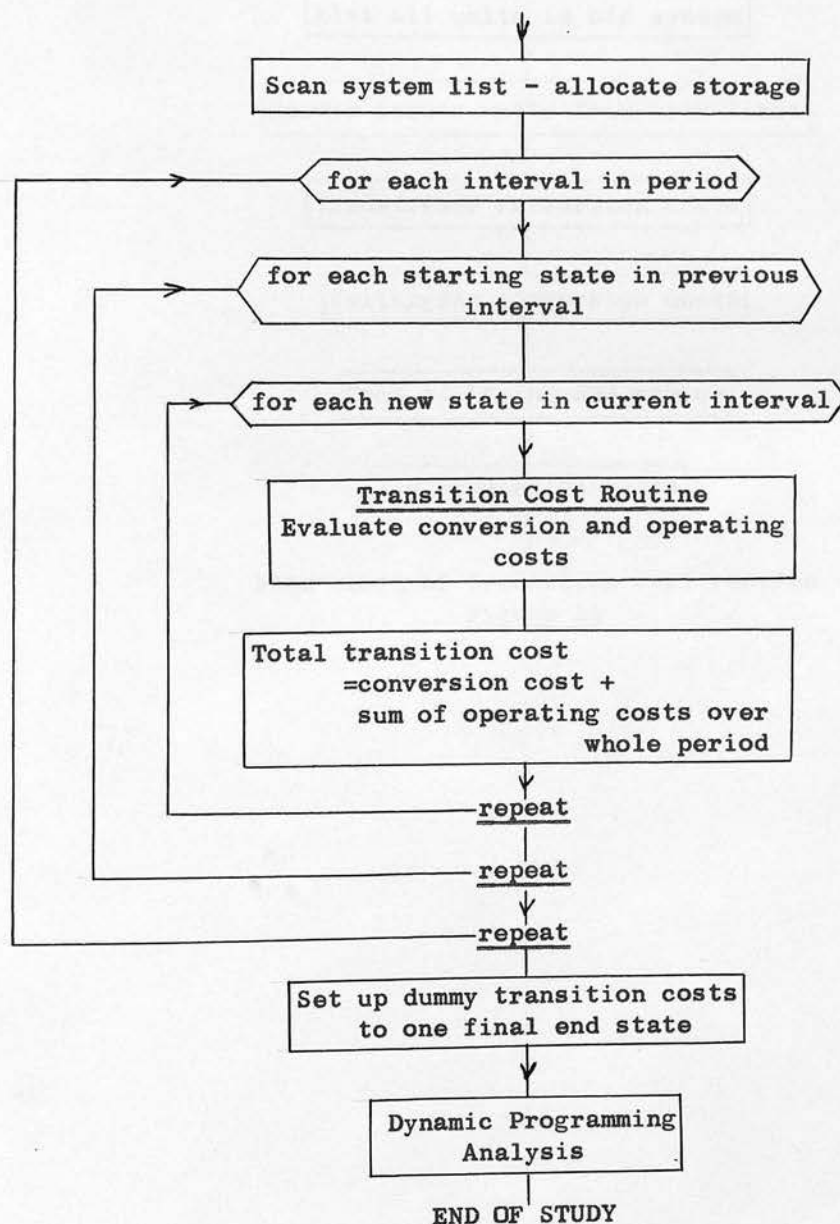 Scan system list - allocate storage
for each interval in period
for each starting state in previous
interval
for each new state in current interval
Transition Cost Routine
Evaluate conversion and operating
costs
Total transition cost
=conversion cost +
sum of operating costs over
whole period
repeat
repeat
repeat
Set up dummy transition costs
to one final end state
Dynamic Programming
Analysis
END OF STUDY